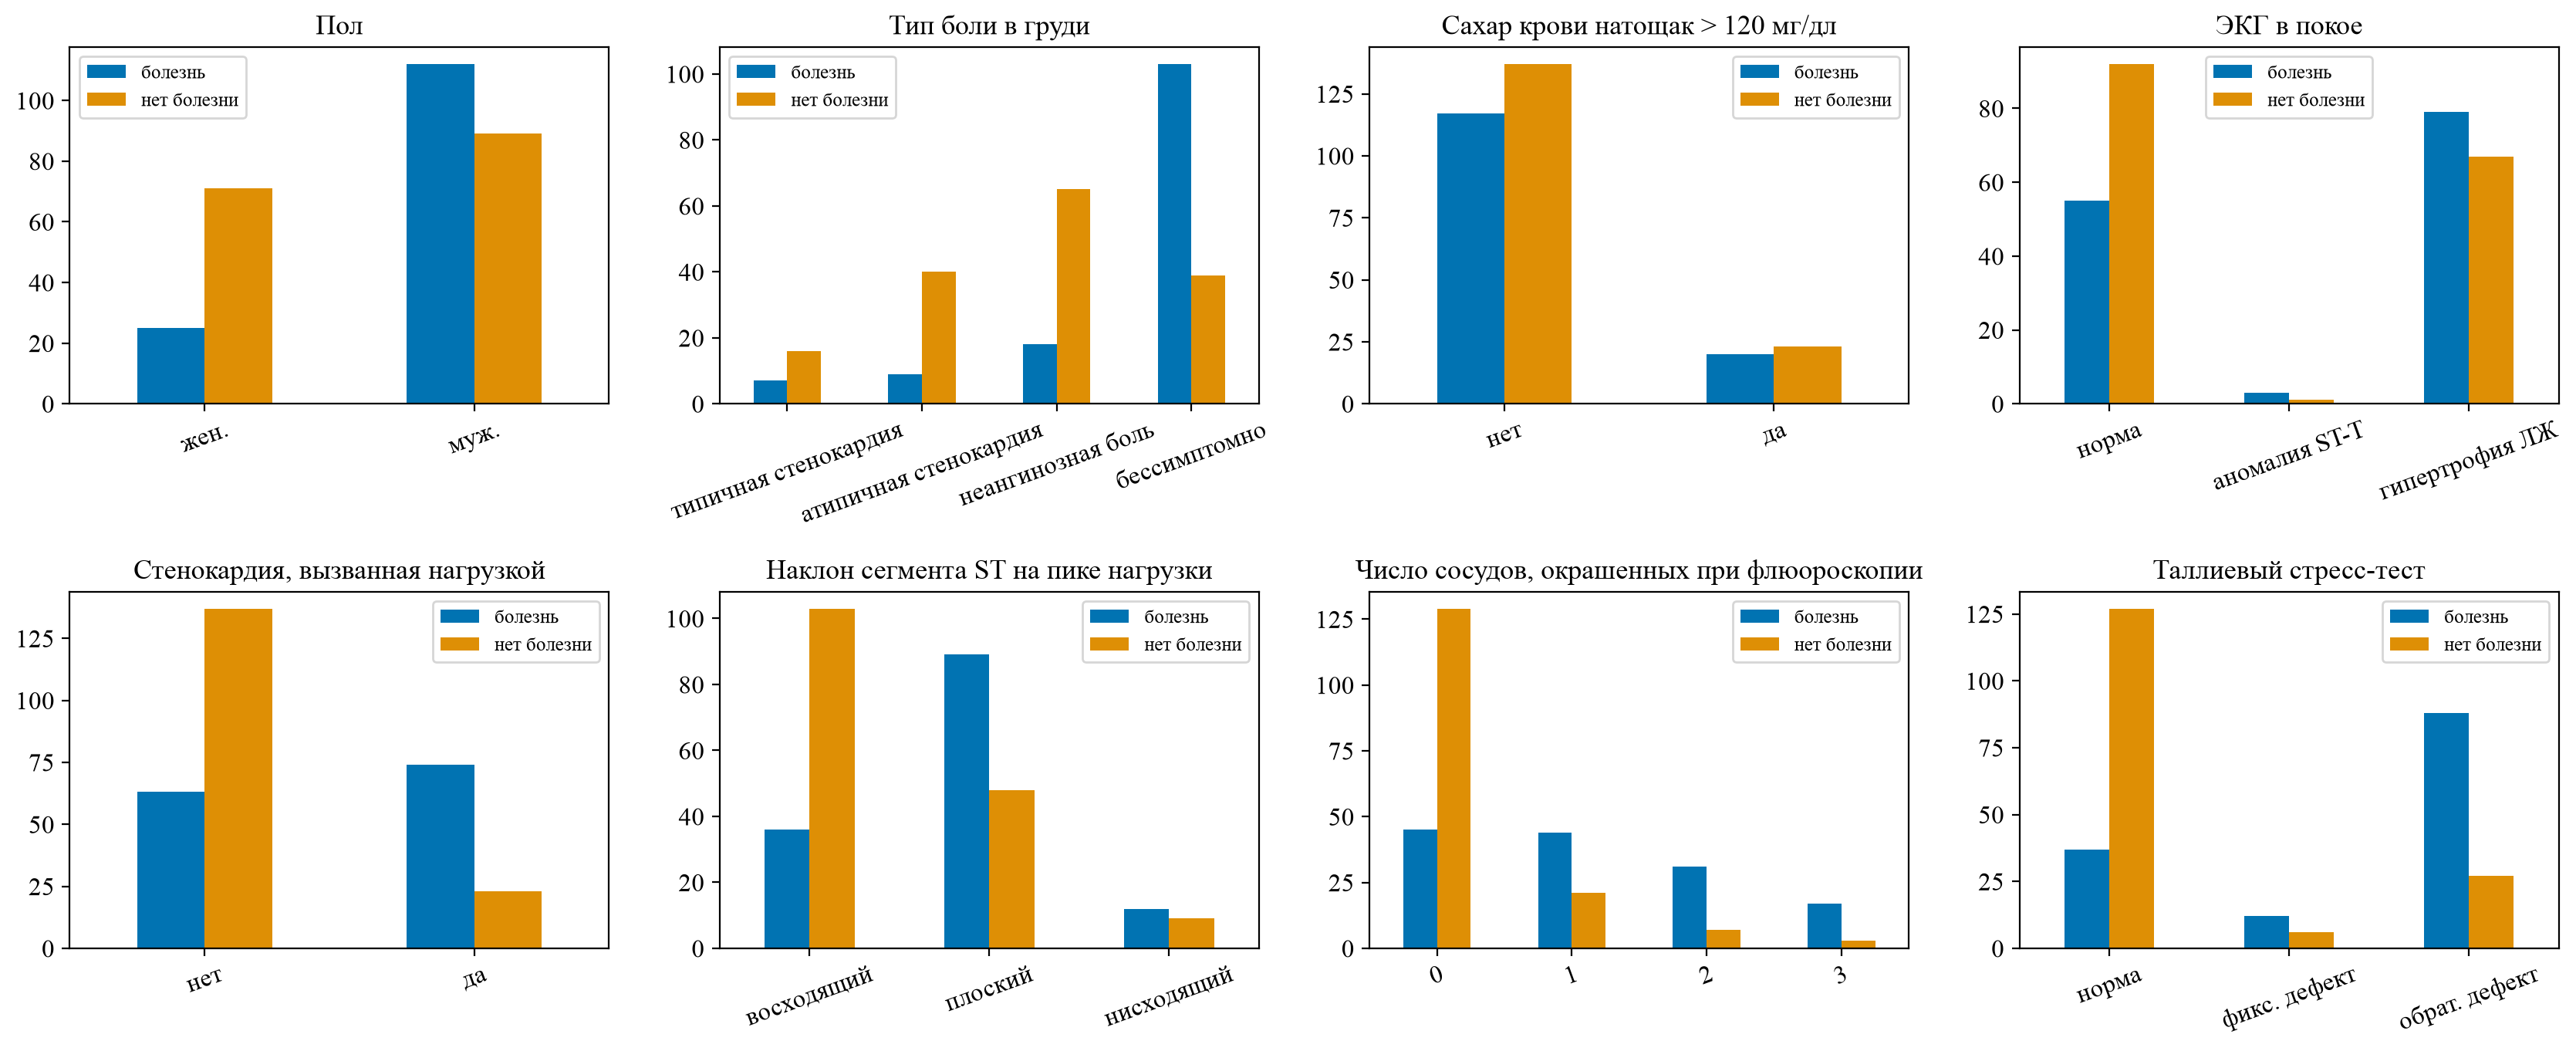 Пол
болезнь
нет болезни
100
80
60
40
20
0
жен.
муж.
Тип боли в груди
болезнь
нет болезни
100
80
60
40
20
0
типичная стенокардия
атипичная стенокардия
неангинозная боль
бессимптомно
Сахар крови натощак > 120 мг/дл
болезнь
нет болезни
125
100
75
50
25
0
нет
да
ЭКГ в покое
болезнь
нет болезни
80
60
40
20
0
норма
аномалия ST-T
гипертрофия ЛЖ
Стенокардия, вызванная нагрузкой
болезнь
нет болезни
125
100
75
50
25
0
нет
да
Наклон сегмента ST на пике нагрузки
болезнь
нет болезни
100
80
60
40
20
0
восходящий
плоский
нисходящий
Число сосудов, окрашенных при флюороскопии
болезнь
нет болезни
125
100
75
50
25
0
0
1
2
3
Таллиевый стресс-тест
болезнь
нет болезни
125
100
75
50
25
0
норма
фикс. дефект
обрат. дефект